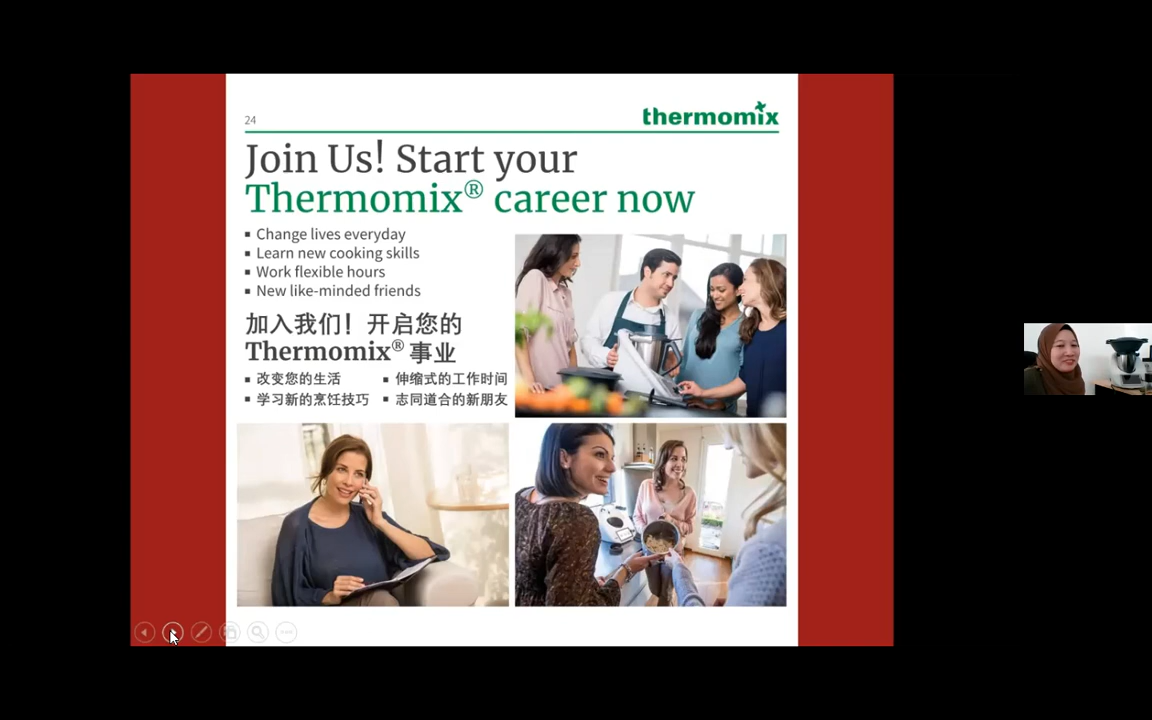 24
thermomix
Join Us! Start your
Thermomix® career now
▪ Change lives everyday
▪ Learn new cooking skills
▪ Work flexible hours
▪ New like-minded friends
加入我们！开启您的
Thermomix® 事业
▪ 改变您的生活
▪ 学习新的烹饪技巧
▪ 伸缩式的工作时间
▪ 志同道合的新朋友